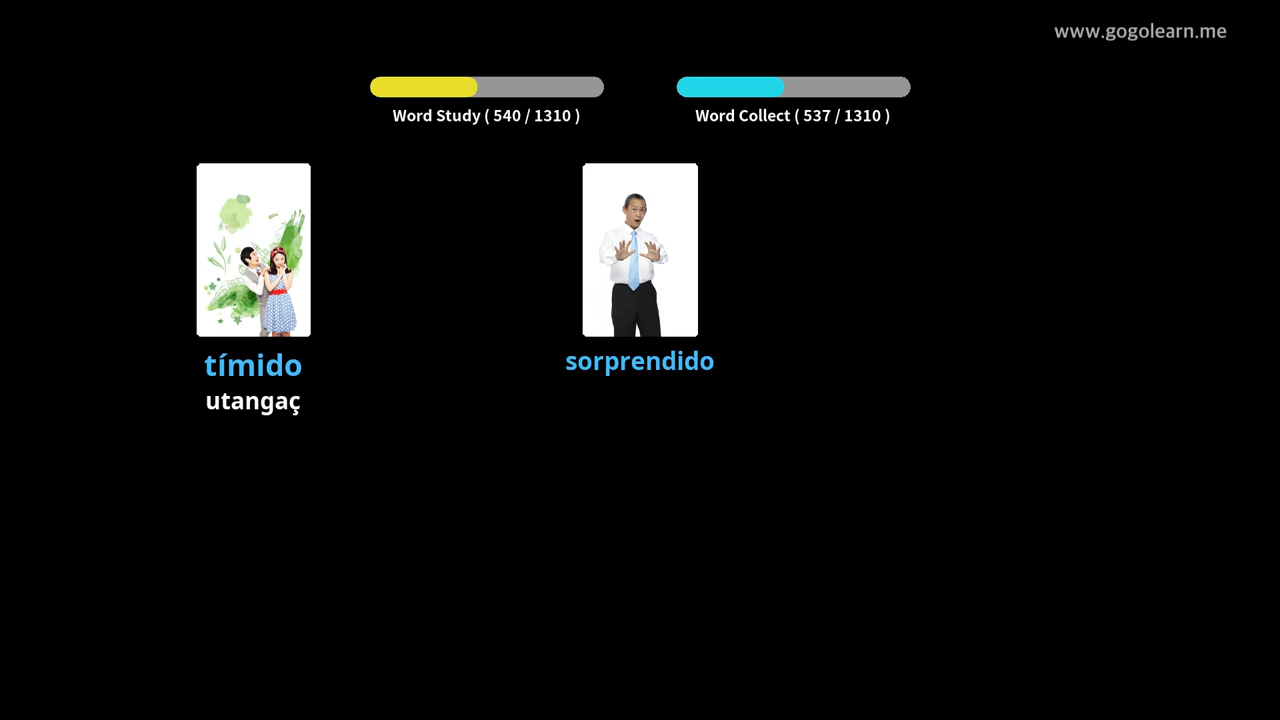 www.gogolearn.me
Word Study ( 540 / 1310 )
Word Collect ( 537 / 1310 )
tímido
utangaç
sorprendido